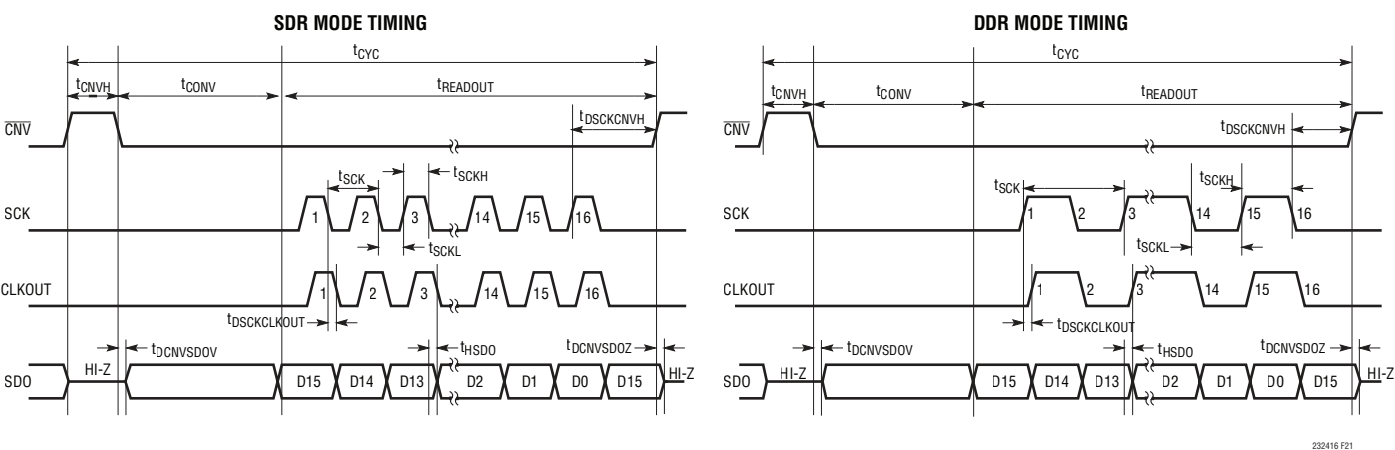 SDR MODE TIMING
tCYC
tCNVH
tCONV
tREADOUT
CNV
tDSCKCNVH
tSCK
tSCKH
SCK
1
2
3
14
15
16
tSCKL
CLKOUT
1
2
3
14
15
16
tDSCKCLKOUT
tDCNVSDOV
tHSDO
tDCNVSDOZ
SDO
HI-Z
D15
D14
D13
D2
D1
D0
D15
HI-Z
DDR MODE TIMING
tCYC
tCNVH
tCONV
tREADOUT
CNV
tDSCKCNVH
tSCK
tSCKH
SCK
1
2
3
14
15
16
tSCKL
CLKOUT
1
2
3
14
15
16
tDSCKCLKOUT
tDCNVSDOV
tHSDO
tDCNVSDOZ
SDO
HI-Z
D15
D14
D13
D2
D1
D0
D15
HI-Z
232416 F21